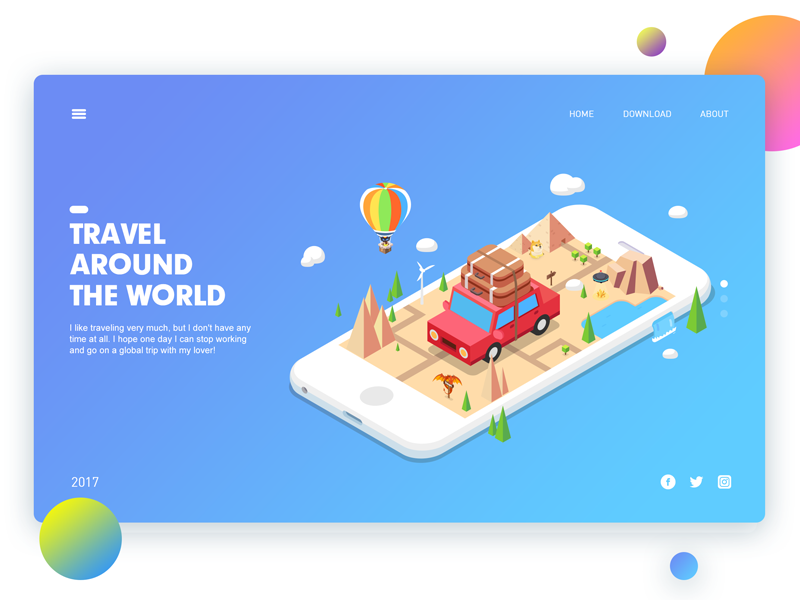 HOME DOWNLOAD ABOUT
TRAVEL
AROUND
THE WORLD
I like traveling very much, but I don't have any
time at all. I hope one day I can stop working
and go on a global trip with my lover!
2017